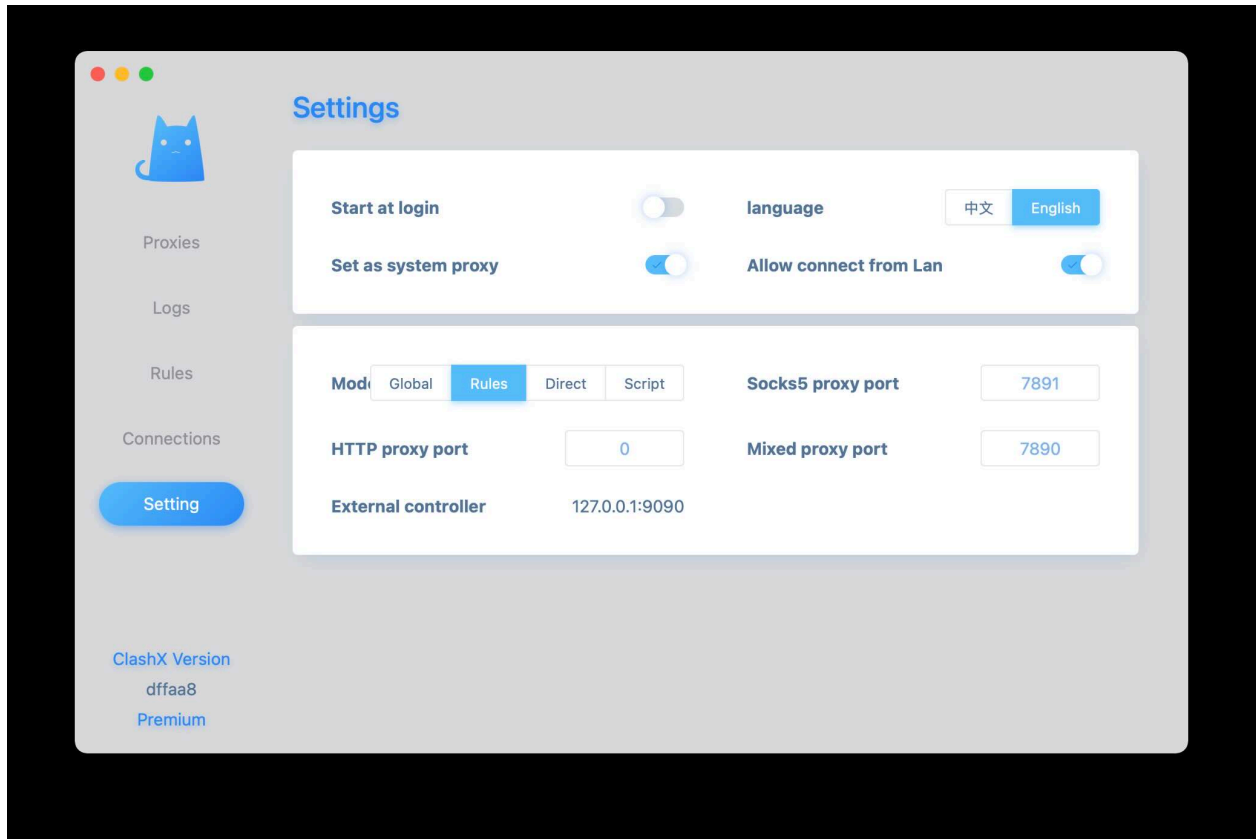 Settings
Start at login
language
中文
English
Set as system proxy
Allow connect from Lan
Proxies
Logs
Rules
Connections
Setting
Mod
Global
Rules
Direct
Script
Socks5 proxy port
7891
HTTP proxy port
0
Mixed proxy port
7890
External controller
127.0.0.1:9090
ClashX Version
dffaa8
Premium